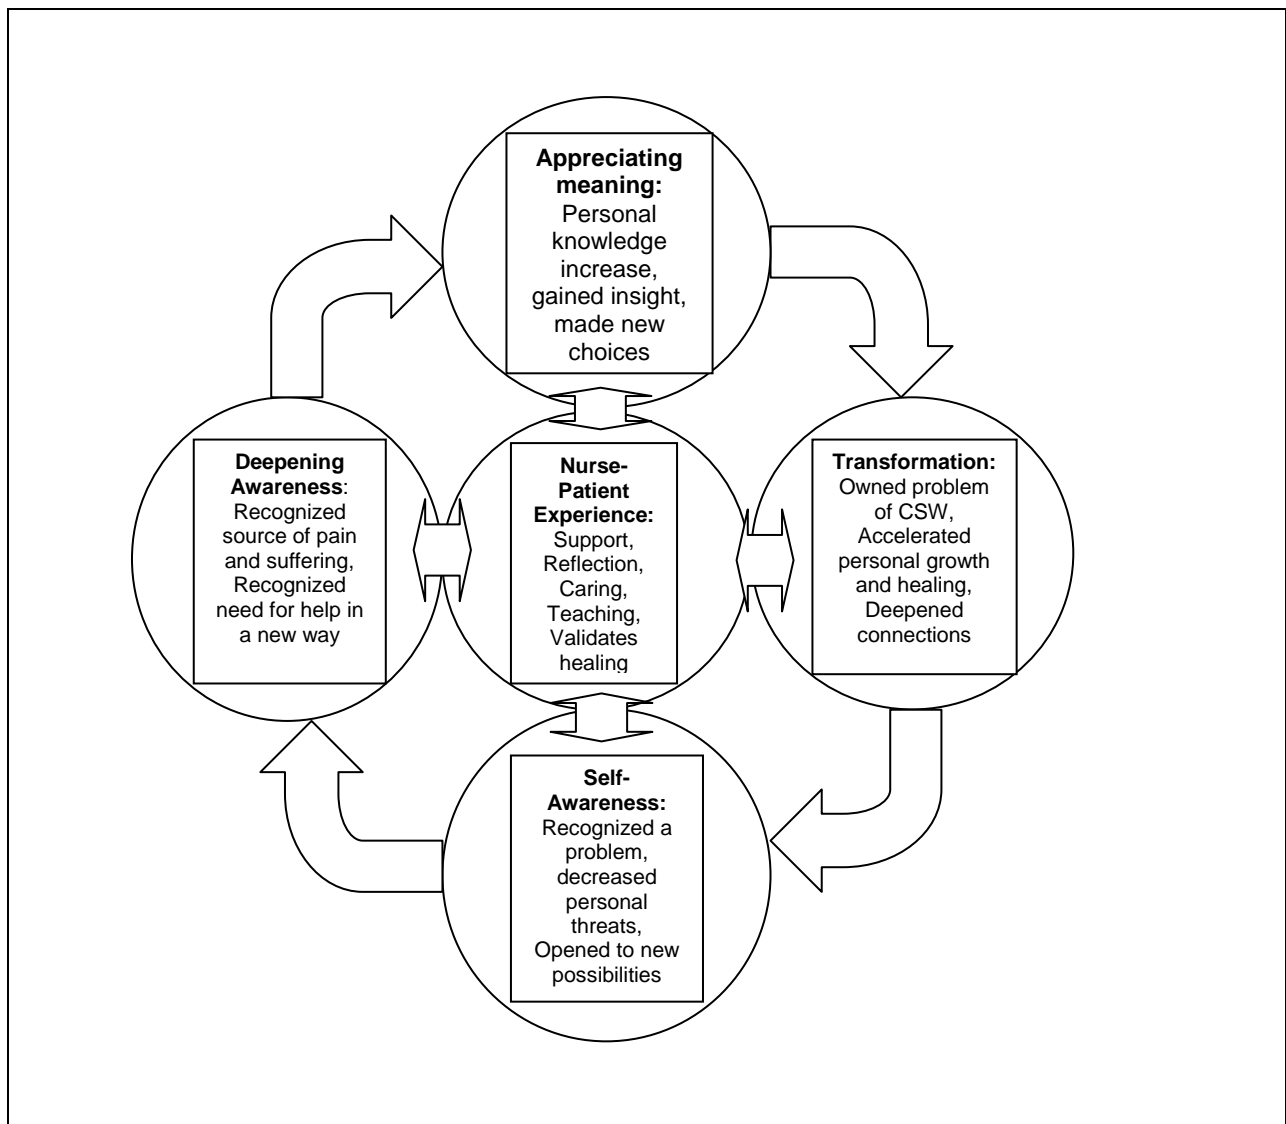 Appreciating
meaning:
Personal
knowledge
increase,
gained insight,
made new
choices
Deepening
Awareness:
Recognized
source of pain
and suffering,
Recognized
need for help in
a new way
Nurse-
Patient
Experience:
Support,
Reflection,
Caring,
Teaching,
Validates
healing
Transformation:
Owned problem
of CSW,
Accelerated
personal growth
and healing,
Deepened
connections
Self-
Awareness:
Recognized a
problem,
decreased
personal
threats,
Opened to new
possibilities